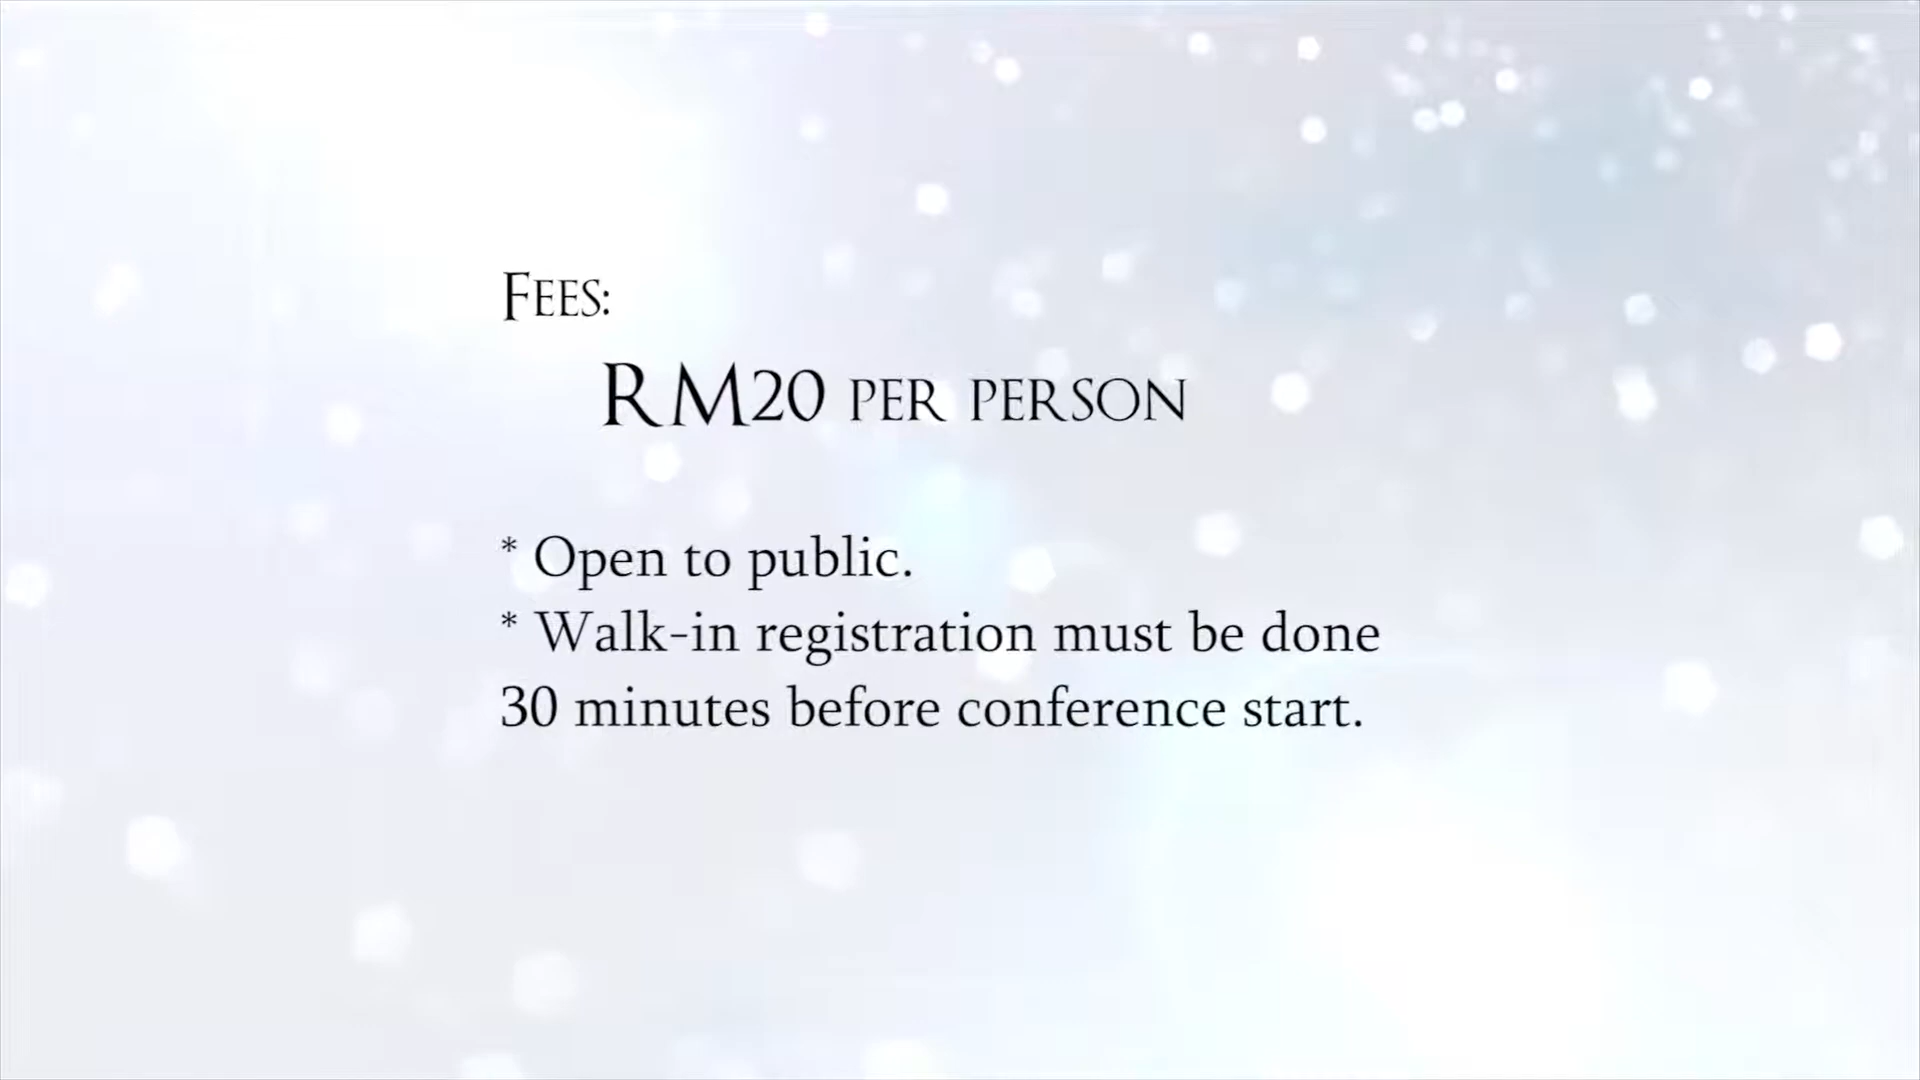 Fees:
RM20 per person
* Open to public.
* Walk-in registration must be done
30 minutes before conference start.